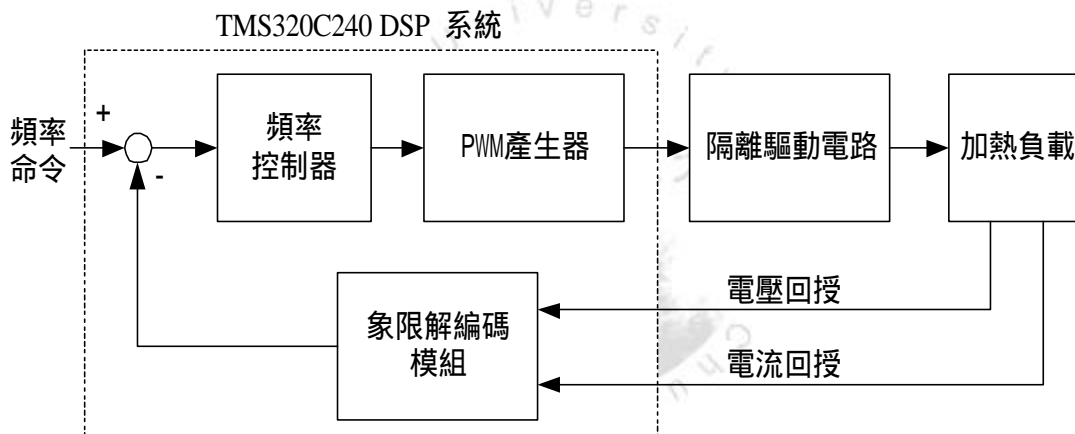 TMS320C240 DSP 系統
頻率
命令
+
-
頻率
控制器
PWM產生器
隔離驅動電路
加熱負載
電壓回授
象限解編碼
模組
電流回授